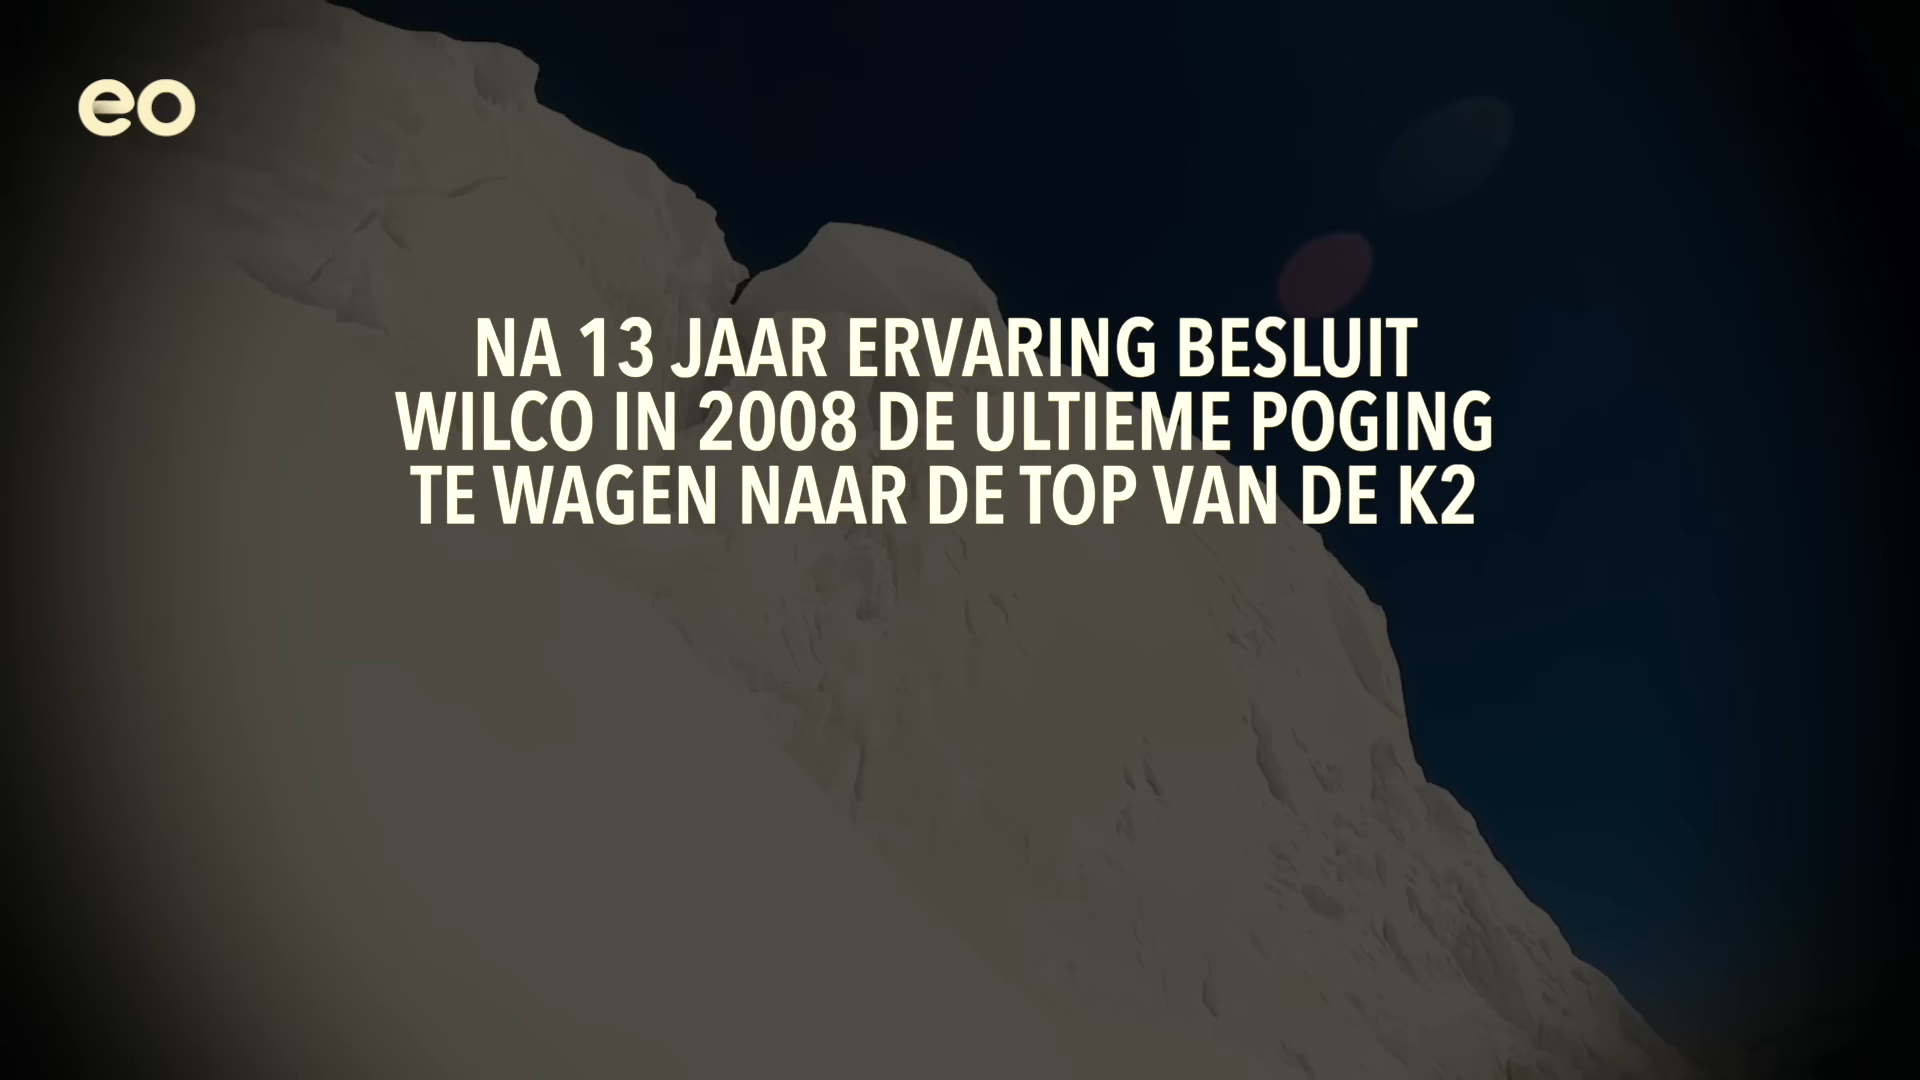 eo
NA 13 JAAR ERVARING BESLUIT
WILCO IN 2008 DE ULTIEME POGING
TE WAGEN NAAR DE TOP VAN DE K2